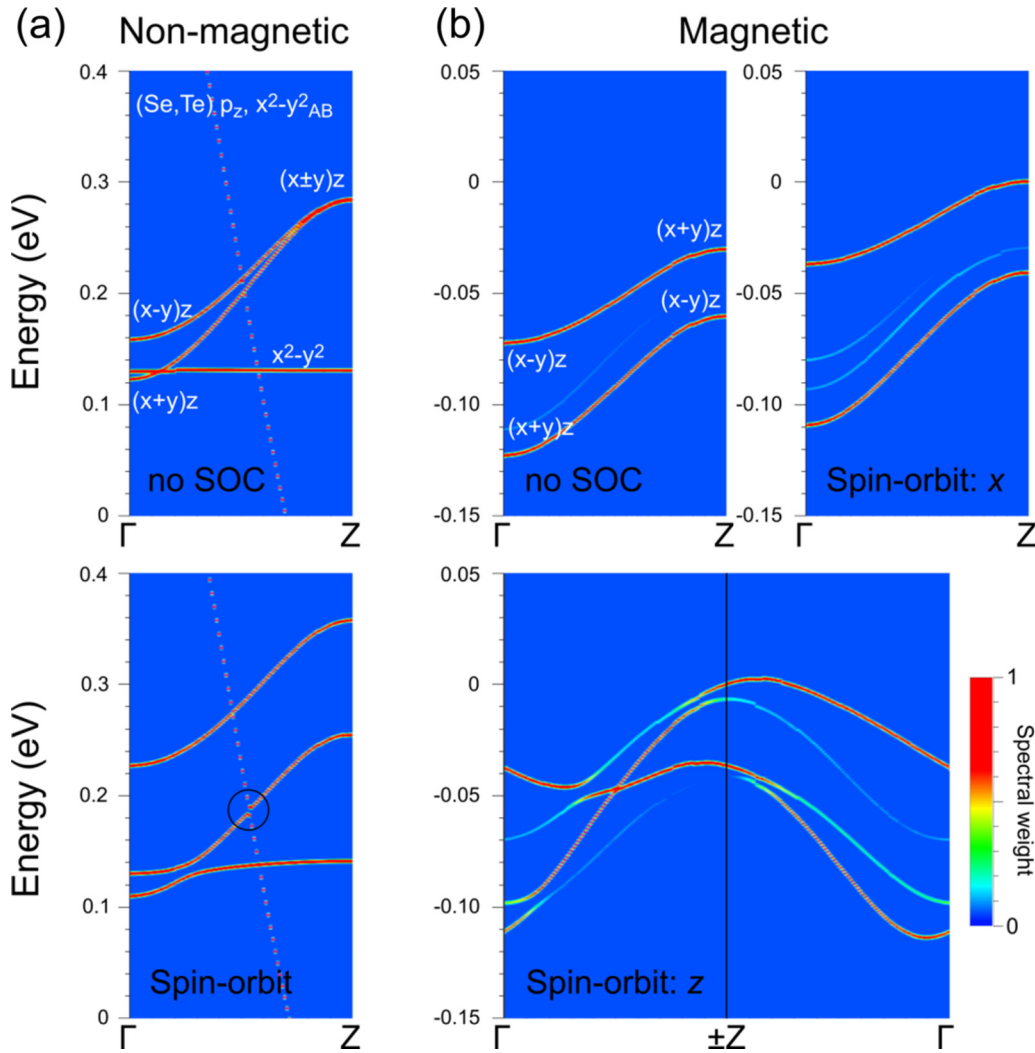 (a) Non-magnetic
(b) Magnetic
Energy (eV)
0.4
0.3
0.2
0.1
0
(Se,Te) p_z, x²-y²_AB
(x±y)z
(x-y)z
x²-y²
(x+y)z
no SOC
Γ Z
0.05
0
-0.05
-0.10
-0.15
(x+y)z
(x-y)z
(x-y)z
(x+y)z
no SOC
Γ Z
0.05
0
-0.05
-0.10
-0.15
Spin-orbit: x
Γ Z
Energy (eV)
0.4
0.3
0.2
0.1
0
Spin-orbit
Γ Z
0.05
0
-0.05
-0.10
-0.15
Spin-orbit: z
Γ ±Z Γ
1
Spectral weight
0